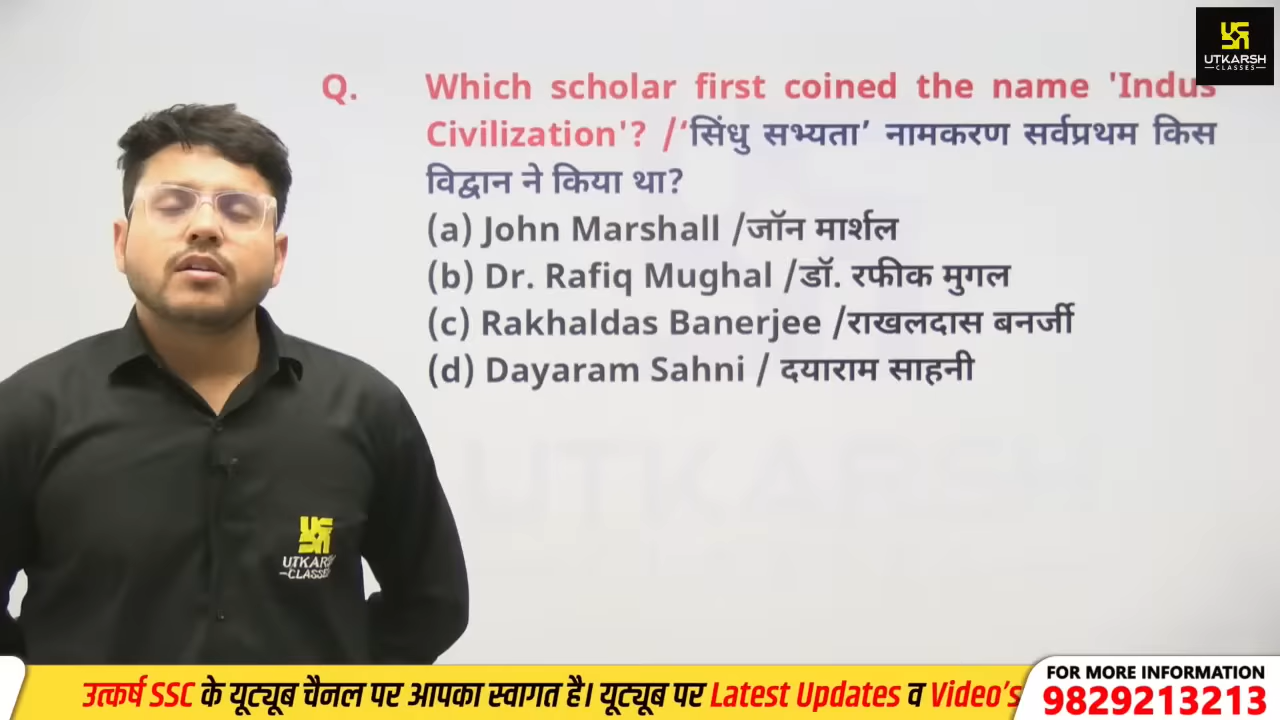 UTKARSH
CLASSES
Q. Which scholar first coined the name 'Indus
Civilization'? /‘सिंधु सभ्यता’ नामकरण सर्वप्रथम किस
विद्वान ने किया था?
(a) John Marshall /जॉन मार्शल
(b) Dr. Rafiq Mughal /डॉ. रफीक मुगल
(c) Rakhaldas Banerjee /राखलदास बनर्जी
(d) Dayaram Sahni / दयाराम साहनी
UTKARSH
UTKARSH
CLASSES
उत्कर्ष SSC के यूट्यूब चैनल पर आपका स्वागत है। यूट्यूब पर Latest Updates व Video’s
FOR MORE INFORMATION
9829213213